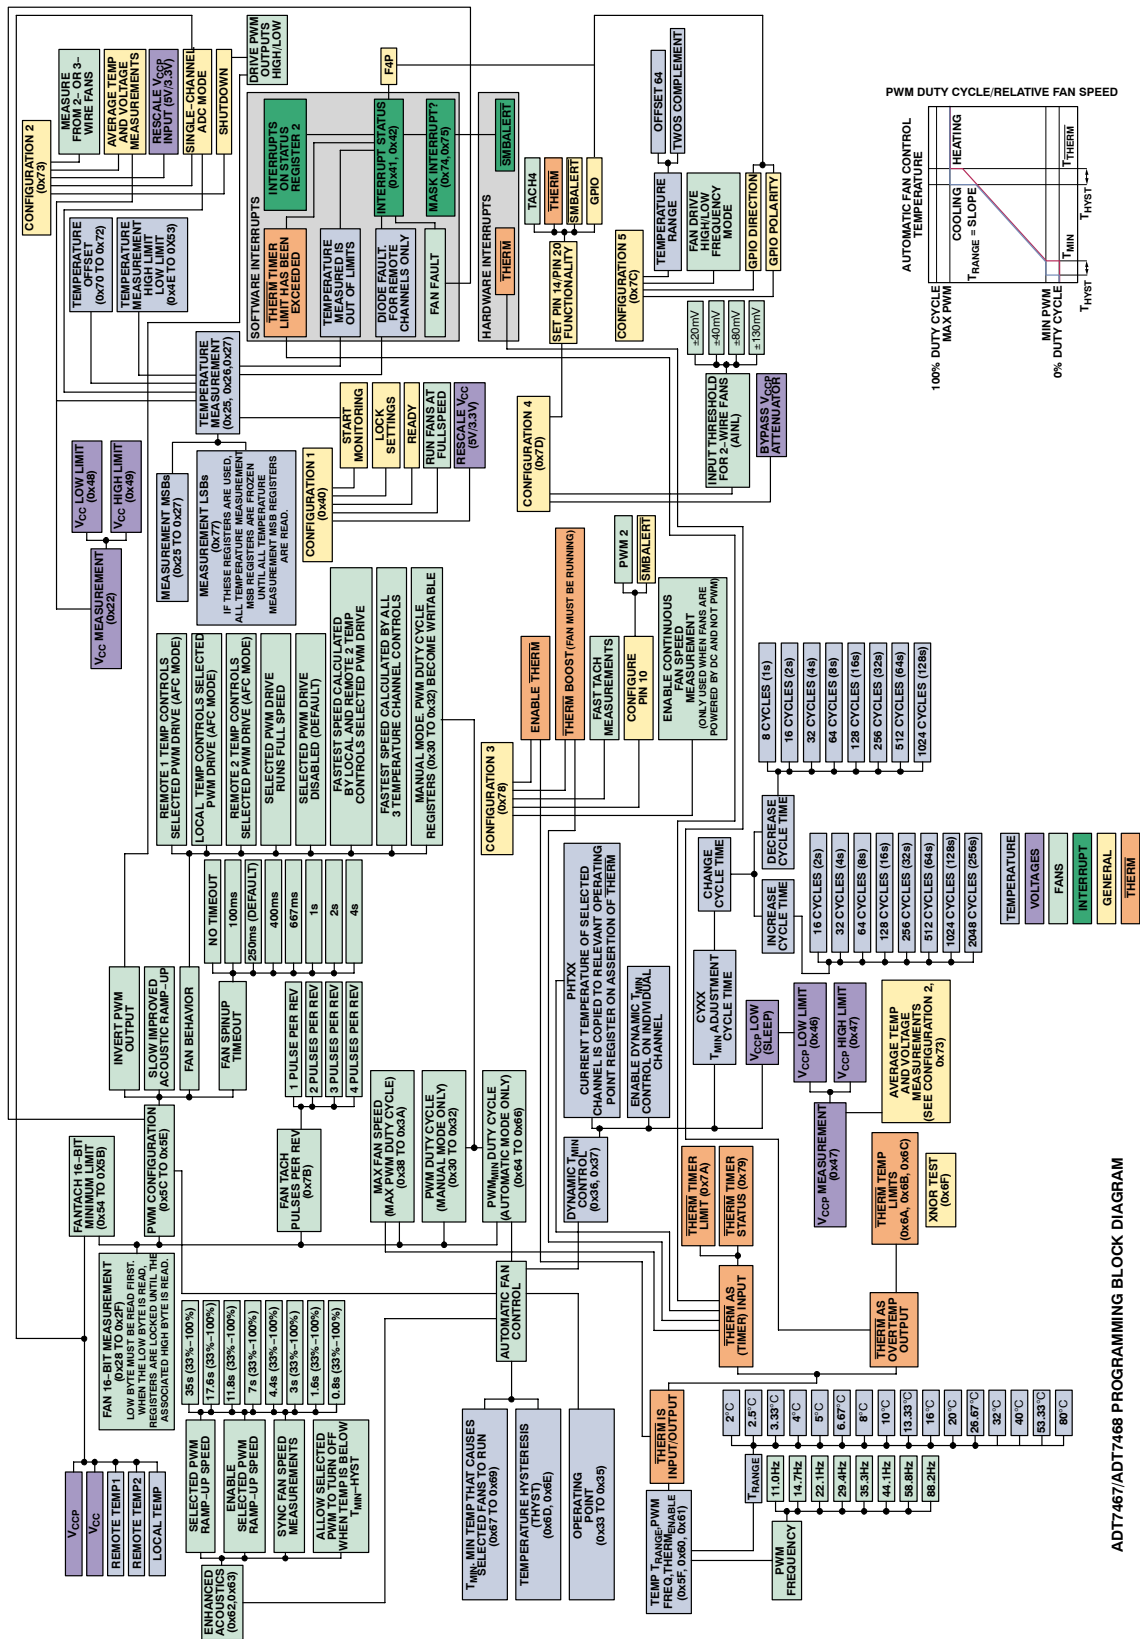 ADT7467/ADT7468 PROGRAMMING BLOCK DIAGRAM
VCCP
VCC
REMOTE TEMP1
REMOTE TEMP2
LOCAL TEMP
FAN 16-BIT MEASUREMENT
(0x28 TO 0x2F)
LOW BYTE MUST BE READ FIRST.
WHEN THE LOW BYTE IS READ,
REGISTERS ARE LOCKED UNTIL THE
ASSOCIATED HIGH BYTE IS READ.
FANTACH 16-BIT
MINIMUM LIMIT
(0x54 TO 0x5B)
PWM CONFIGURATION
(0x5C TO 0x5E)
INVERT PWM
OUTPUT
SLOW IMPROVED
ACOUSTIC RAMP-UP
FAN BEHAVIOR
FAN SPINUP
TIMEOUT
REMOTE 1 TEMP CONTROLS
SELECTED PWM DRIVE (AFC MODE)
LOCAL TEMP CONTROLS SELECTED
PWM DRIVE (AFC MODE)
REMOTE 2 TEMP CONTROLS
SELECTED PWM DRIVE (AFC MODE)
SELECTED PWM DRIVE
RUNS FULL SPEED
SELECTED PWM DRIVE
DISABLED (DEFAULT)
FASTEST SPEED CALCULATED
BY LOCAL AND REMOTE 2 TEMP
CONTROLS SELECTED PWM DRIVE
FASTEST SPEED CALCULATED BY ALL
3 TEMPERATURE CHANNEL CONTROLS
MANUAL MODE. PWM DUTY CYCLE
REGISTERS (0x30 TO 0x32) BECOME WRITABLE
NO TIMEOUT
100ms
250ms (DEFAULT)
400ms
667ms
1s
2s
4s
FAN TACH
PULSES PER REV
(0x7B)
1 PULSE PER REV
2 PULSES PER REV
3 PULSES PER REV
4 PULSES PER REV
MAX FAN SPEED
(MAX PWM DUTY CYCLE)
(0x38 TO 0x3A)
PWM DUTY CYCLE
(MANUAL MODE ONLY)
(0x30 TO 0x32)
PWMMIN DUTY CYCLE
(AUTOMATIC MODE ONLY)
(0x64 TO 0x66)
ENHANCED
ACOUSTICS
(0x62,0x63)
SELECTED PWM
RAMP-UP SPEED
ENABLE
SELECTED PWM
RAMP-UP SPEED
SYNC FAN SPEED
MEASUREMENTS
ALLOW SELECTED
PWM TO TURN OFF
WHEN TEMP IS BELOW
TMIN-HYST
35s (33%–100%)
17.6s (33%–100%)
11.8s (33%–100%)
7s (33%–100%)
4.4s (33%–100%)
3s (33%–100%)
1.6s (33%–100%)
0.8s (33%–100%)
AUTOMATIC FAN
CONTROL
TMIN- MIN TEMP THAT CAUSES
SELECTED FANS TO RUN
(0x67 TO 0x69)
TEMPERATURE HYSTERESIS
(THYST)
(0x6D, 0x6E)
OPERATING
POINT
(0x33 TO 0x35)
DYNAMIC TMIN
CONTROL
(0x36, 0x37)
PHTXX
CURRENT TEMPERATURE OF SELECTED
CHANNEL IS COPIED TO RELEVANT OPERATING
POINT REGISTER ON ASSERTION OF THERM
ENABLE DYNAMIC TMIN
CONTROL ON INDIVIDUAL
CHANNEL
CYXX
TMIN ADJUSTMENT
CYCLE TIME
CHANGE
CYCLE TIME
INCREASE
CYCLE TIME
DECREASE
CYCLE TIME
8 CYCLES (1s)
16 CYCLES (2s)
32 CYCLES (4s)
64 CYCLES (8s)
128 CYCLES (16s)
256 CYCLES (32s)
512 CYCLES (64s)
1024 CYCLES (128s)
16 CYCLES (2s)
32 CYCLES (4s)
64 CYCLES (8s)
128 CYCLES (16s)
256 CYCLES (32s)
512 CYCLES (64s)
1024 CYCLES (128s)
2048 CYCLES (256s)
VCCP LOW
(SLEEP)
VCCP LOW LIMIT
(0x46)
VCCP HIGH LIMIT
(0x47)
VCCP MEASUREMENT
(0x47)
AVERAGE TEMP
AND VOLTAGE
MEASUREMENTS
(SEE CONFIGURATION 2,
0x73)
TEMP TRANGE,PWM
FREQ,THERM ENABLE
(0x5F, 0x60, 0x61)
THERM IS
INPUT/OUTPUT
THERM AS
(TIMER) INPUT
THERM TIMER
LIMIT (0x7A)
THERM TIMER
STATUS (0x79)
THERM AS
OVERTEMP
OUTPUT
THERM TEMP
LIMITS
(0x6A, 0x6B, 0x6C)
XNOR TEST
(0x6F)
TRANGE
2°C
2.5°C
3.33°C
4°C
5°C
6.67°C
8°C
10°C
13.33°C
16°C
20°C
26.67°C
32°C
40°C
53.33°C
80°C
PWM
FREQUENCY
11.0Hz
14.7Hz
22.1Hz
29.4Hz
35.3Hz
44.1Hz
58.8Hz
88.2Hz
CONFIGURATION 3
(0x78)
ENABLE THERM
THERM BOOST (FAN MUST BE RUNNING)
FAST TACH
MEASUREMENTS
CONFIGURE
PIN 10
PWM 2
SMBALERT
ENABLE CONTINUOUS
FAN SPEED
MEASUREMENT
(ONLY USED WHEN FANS ARE
POWERED BY DC AND NOT PWM)
TEMPERATURE
VOLTAGES
FANS
INTERRUPT
GENERAL
THERM
VCC MEASUREMENT
(0x22)
VCC LOW LIMIT
(0x48)
VCC HIGH LIMIT
(0x49)
MEASUREMENT MSBs
(0x25 TO 0x27)
MEASUREMENT LSBs
(0x77)
IF THESE REGISTERS ARE USED,
ALL TEMPERATURE MEASUREMENT
MSB REGISTERS ARE FROZEN
UNTIL ALL TEMPERATURE
MEASUREMENT MSB REGISTERS
ARE READ.
TEMPERATURE
MEASUREMENT
(0x25, 0x26,0x27)
TEMPERATURE
OFFSET
(0x70 TO 0x72)
TEMPERATURE
MEASUREMENT
HIGH LIMIT
LOW LIMIT
(0x4E TO 0x53)
CONFIGURATION 1
(0x40)
START
MONITORING
LOCK
SETTINGS
READY
RUN FANS AT
FULLSPEED
RESCALE VCC
(5V/3.3V)
CONFIGURATION 2
(0x73)
MEASURE
FROM 2- OR 3-
WIRE FANS
AVERAGE TEMP
AND VOLTAGE
MEASUREMENTS
RESCALE VCCP
INPUT (5V/3.3V)
SINGLE–CHANNEL
ADC MODE
SHUTDOWN
DRIVE PWM
OUTPUTS
HIGH/LOW
SOFTWARE INTERRUPTS
THERM TIMER
LIMIT HAS BEEN
EXCEEDED
TEMPERATURE
MEASURED IS
OUT OF LIMITS
DIODE FAULT.
FOR REMOTE
CHANNELS ONLY
FAN FAULT
INTERRUPTS
ON STATUS
REGISTER 2
INTERRUPT STATUS
(0x41, 0x42)
MASK INTERRUPT?
(0x74,0x75)
F4P
HARDWARE INTERRUPTS
THERM
SMBALERT
CONFIGURATION 4
(0x7D)
SET PIN 14/PIN 20
FUNCTIONALITY
TACH4
THERM
SMBALERT
GPIO
INPUT THRESHOLD
FOR 2-WIRE FANS
(AINL)
±20mV
±40mV
±80mV
±130mV
BYPASS VCCP
ATTENUATOR
CONFIGURATION 5
(0x7C)
TEMPERATURE
RANGE
OFFSET 64
TWOS COMPLEMENT
FAN DRIVE
HIGH/LOW
FREQUENCY
MODE
GPIO DIRECTION
GPIO POLARITY
PWM DUTY CYCLE/RELATIVE FAN SPEED
AUTOMATIC FAN CONTROL
TEMPERATURE
100% DUTY CYCLE
MAX PWM
MIN PWM
0% DUTY CYCLE
HEATING
COOLING
TRANGE = SLOPE
TTHERM
THYST
TMIN
THYST